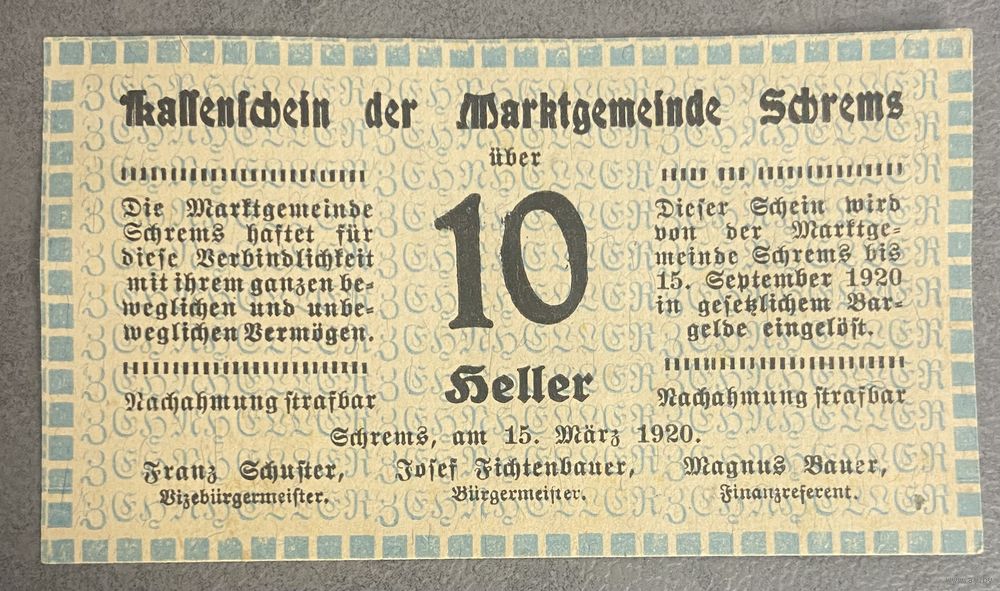 Kassenschein der Marktgemeinde Schrems
über
10
Heller
Die Marktgemeinde
Schrems haftet für
diese Verbindlichkeit
mit ihrem ganzen be-
weglichen und unbe-
weglichen Vermögen.
Nachahmung strafbar
Dieser Schein wird
von der Marktge-
meinde Schrems bis
15. September 1920
in gesetzlichem Bar-
gelde eingelöst.
Nachahmung strafbar
Schrems, am 15. März 1920.
Franz Schuster, Josef Fichtenbauer, Magnus Bauer,
Vizebürgermeister. Bürgermeister. Finanzreferent.